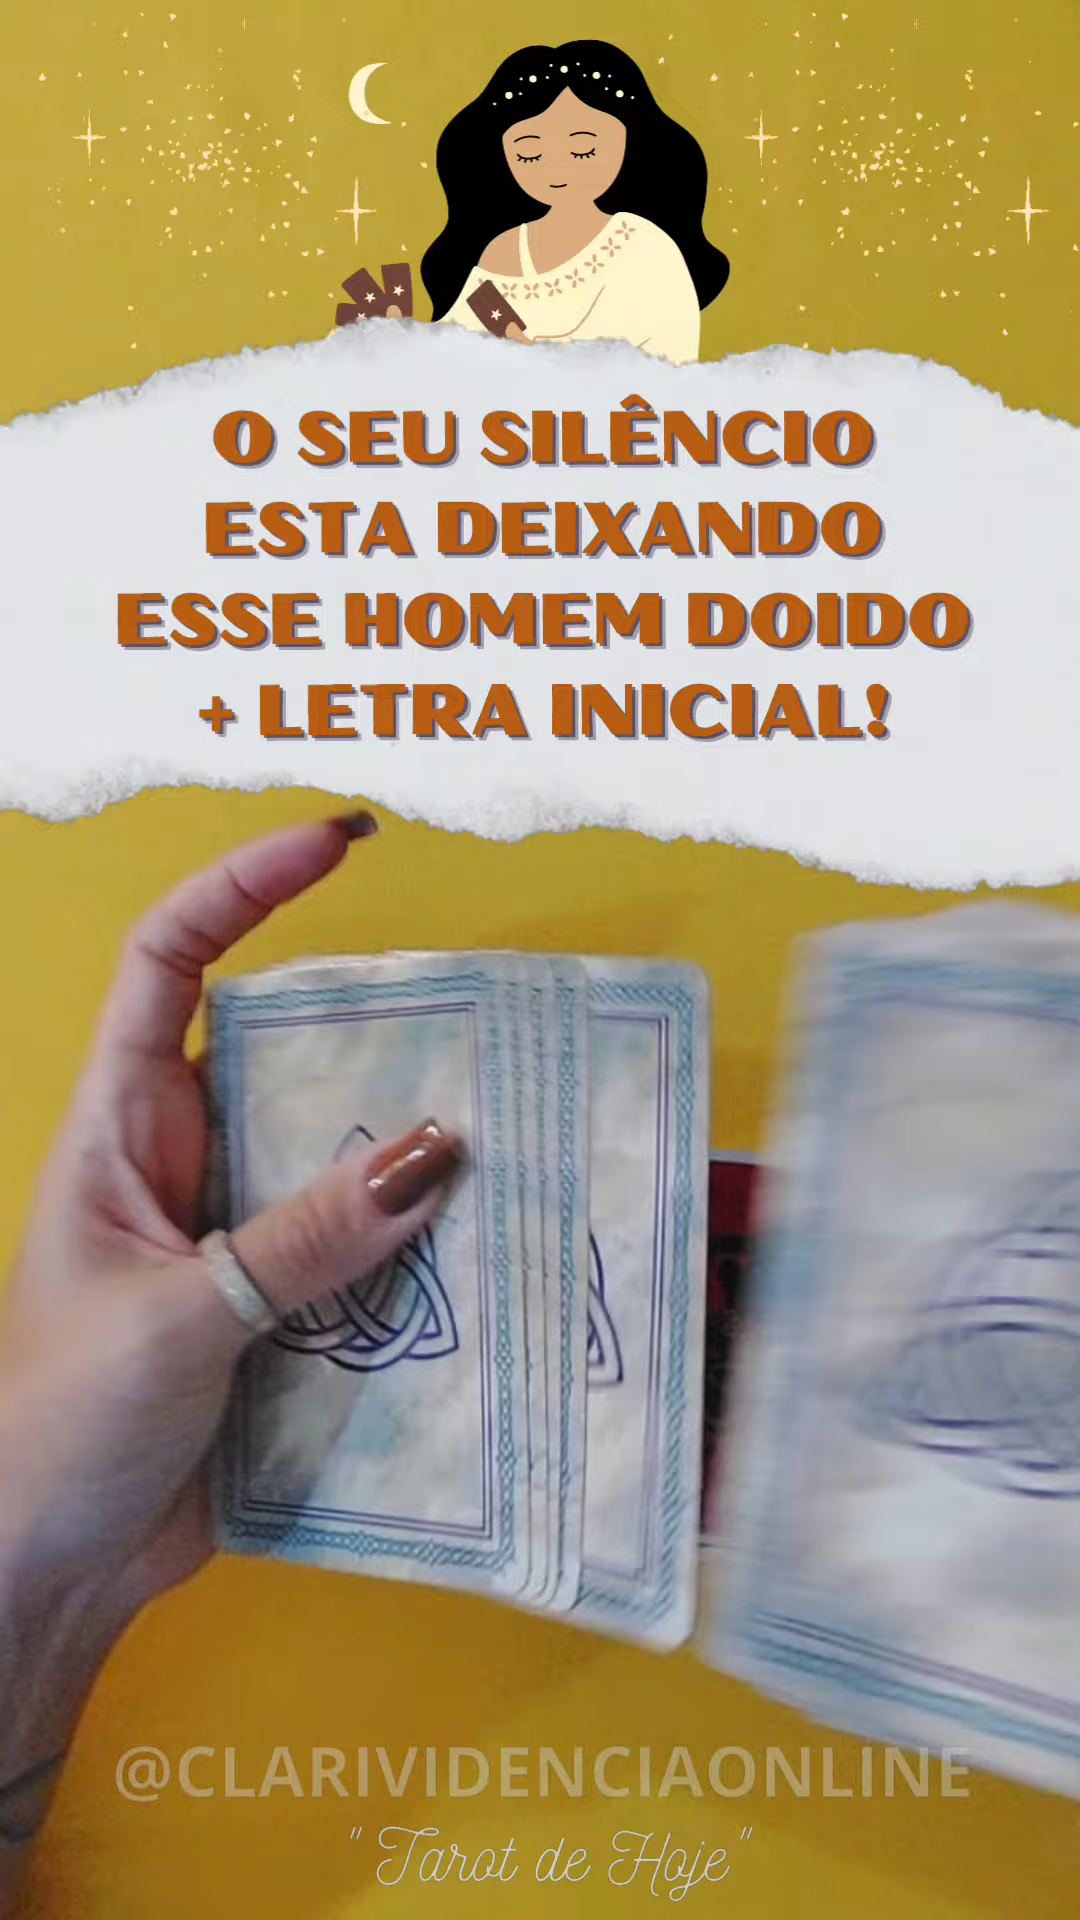 O SEU SILÊNCIO
ESTA DEIXANDO
ESSE HOMEM DOIDO
+ LETRA INICIAL!
@CLARIVIDENCIAONLINE
"Tarot de Hoje"